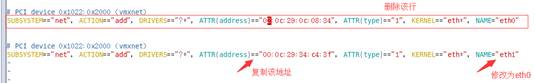 删除该行
# PCI device 0x1022:0x2000 (vmxnet)
SUBSYSTEM=="net", ACTION=="add", DRIVERS=="?*", ATTR{address}=="00:0c:29:0c:08:34", ATTR{type}=="1", KERNEL=="eth*", NAME="eth0"
# PCI device 0x1022:0x2000 (vmxnet)
SUBSYSTEM=="net", ACTION=="add", DRIVERS=="?*", ATTR{address}=="00:0c:29:34:c4:3f", ATTR{type}=="1", KERNEL=="eth*", NAME="eth1"
~
~
复制该地址
修改为eth0